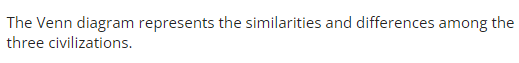 The Venn diagram represents the similarities and differences among the
three civilizations.